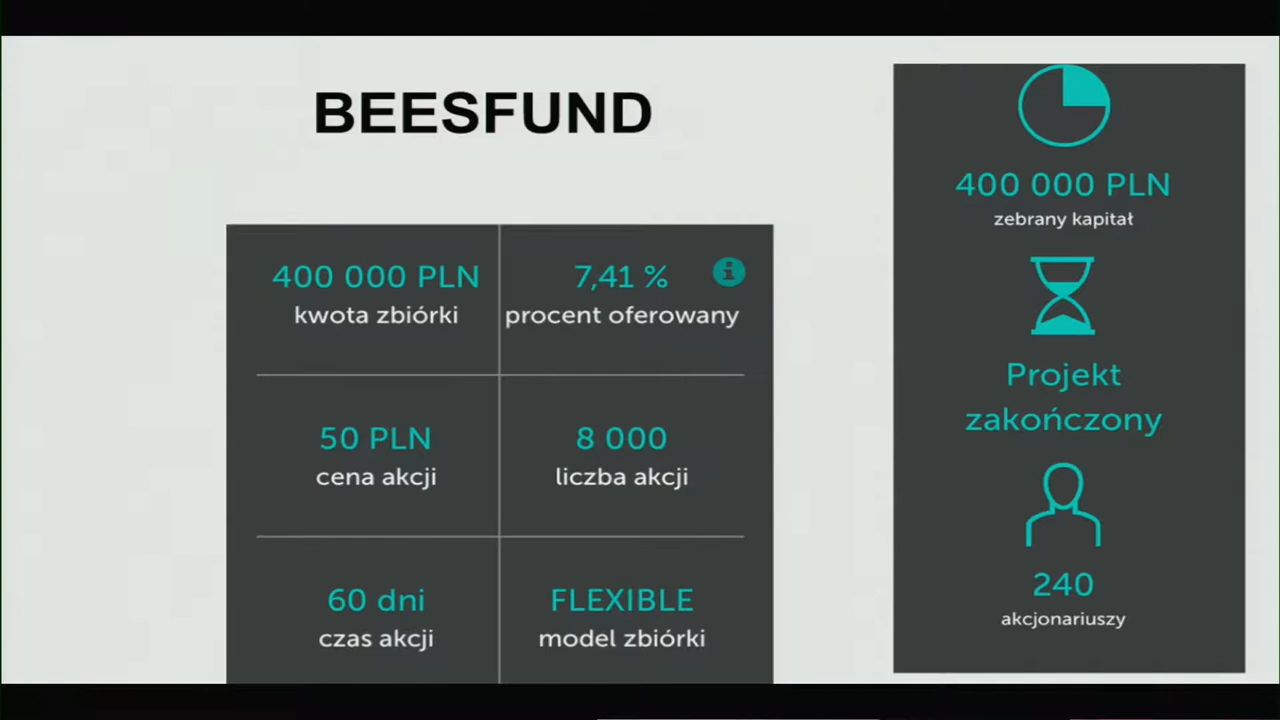 BEESFUND
400 000 PLN
kwota zbiórki
7,41 %
procent oferowany
50 PLN
cena akcji
8 000
liczba akcji
60 dni
czas akcji
FLEXIBLE
model zbiórki
400 000 PLN
zebrany kapitał
Projekt
zakończony
240
akcjonariuszy